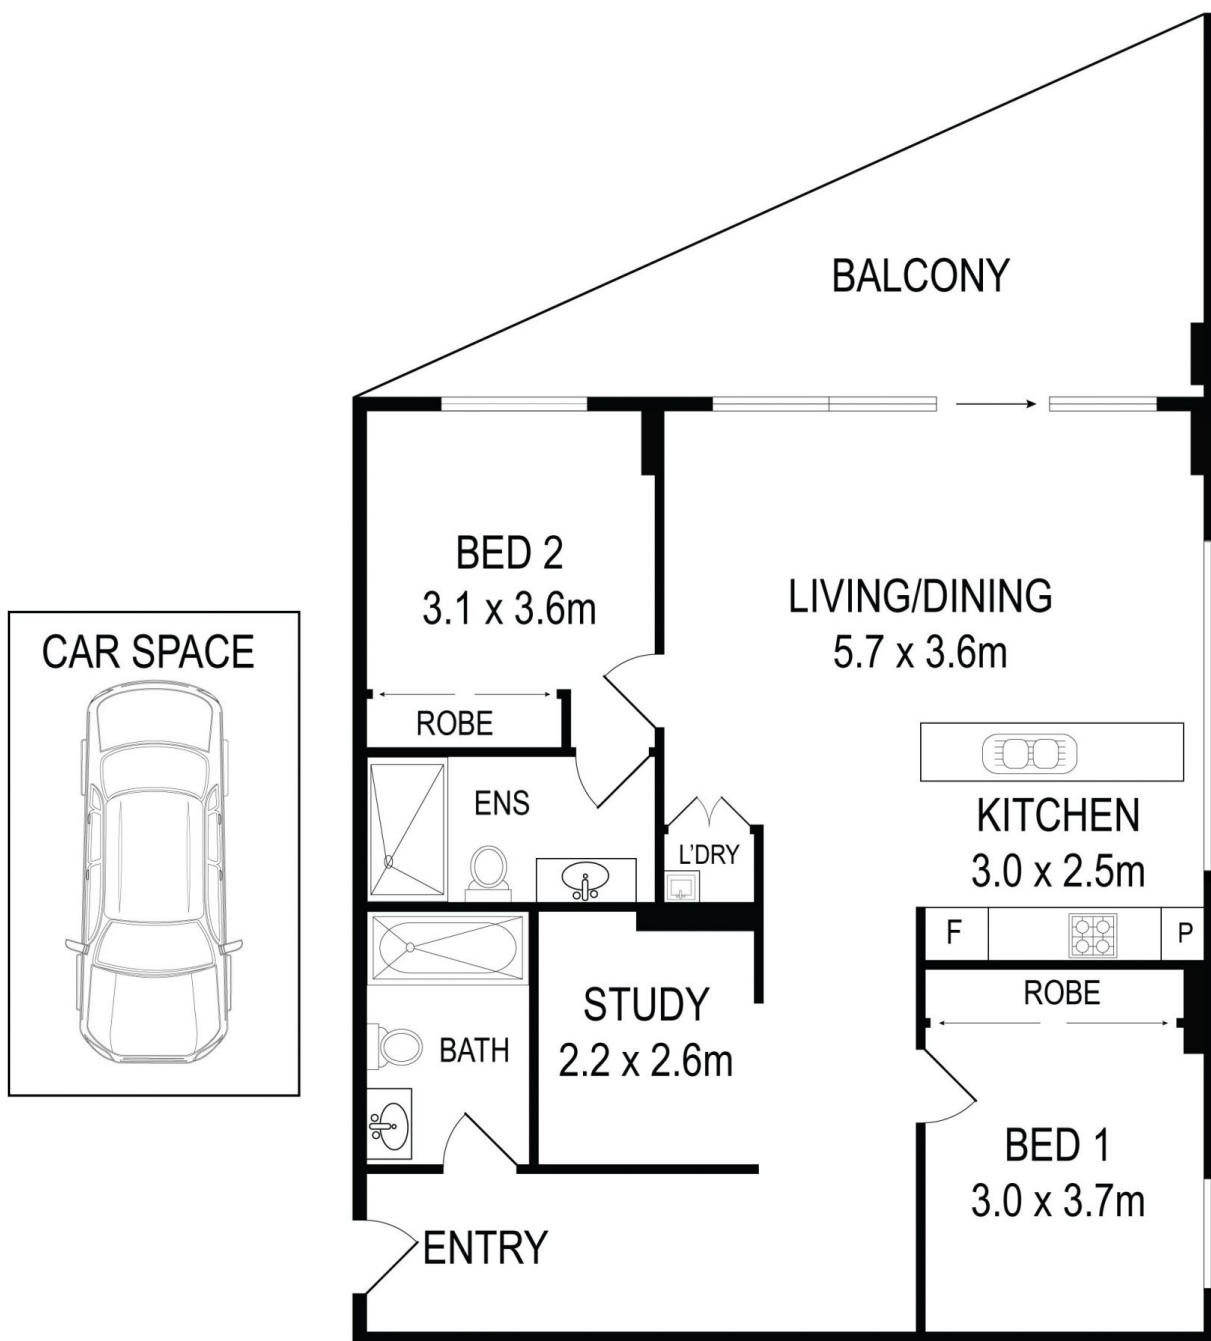 BALCONY
BED 2
3.1 x 3.6m
LIVING/DINING
5.7 x 3.6m
CAR SPACE
ROBE
ENS
L'DRY
KITCHEN
3.0 x 2.5m
F
P
ROBE
STUDY
2.2 x 2.6m
BATH
BED 1
3.0 x 3.7m
ENTRY